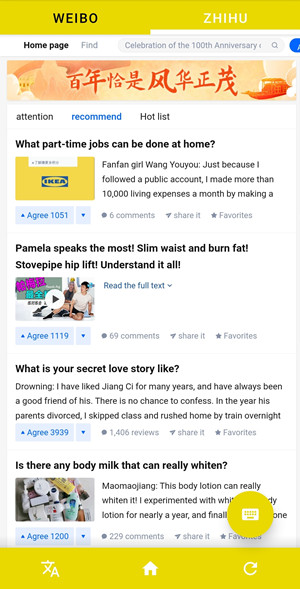 WEIBO ZHIHU
Home page Find Celebration of the 100th Anniversary
百年恰是风华正茂
attention recommend Hot list
What part-time jobs can be done at home?
IKEA
Fanfan girl Wang Youyou: Just because I
followed a public account, I made more than
10,000 living expenses a month by making a
Agree 1051 6 comments share it Favorites
Pamela speaks the most! Slim waist and burn fat!
Stovepipe hip lift! Understand it all!
Read the full text
Agree 1119 69 comments share it Favorites
What is your secret love story like?
Drowning: I have liked Jiang Ci for many years, and have always been
a good friend of his. There is no chance to confess. In the year his
parents divorced, I skipped class and rushed home by train overnight
Agree 3939 1,406 reviews share it Favorites
Is there any body milk that can really whiten?
Maomaojiang: This body lotion can really
whiten it! I experimented with
lotion for nearly a year, and
Agree 1200 229 comments share it Favorites